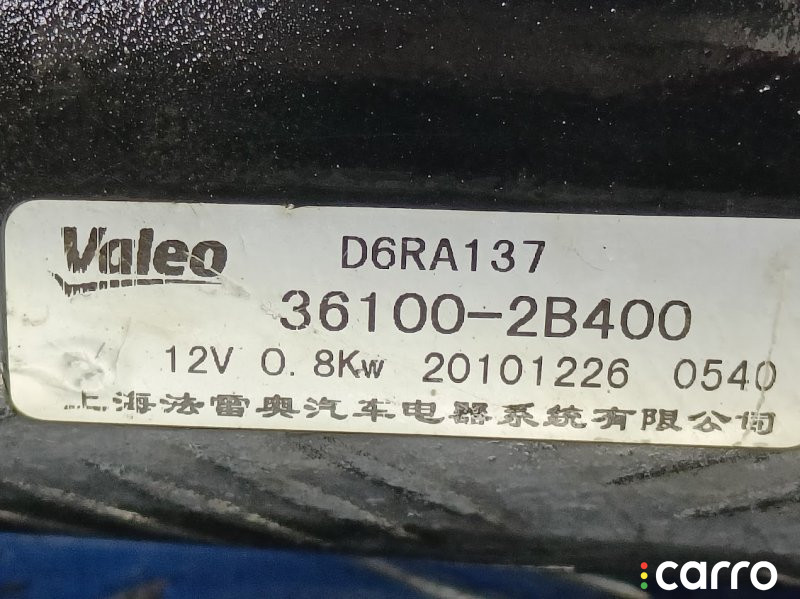 Valeo D6RA137
36100-2B400
12V 0.8Kw 20101226 0540
上海法雷奥汽车电器系统有限公司
carro